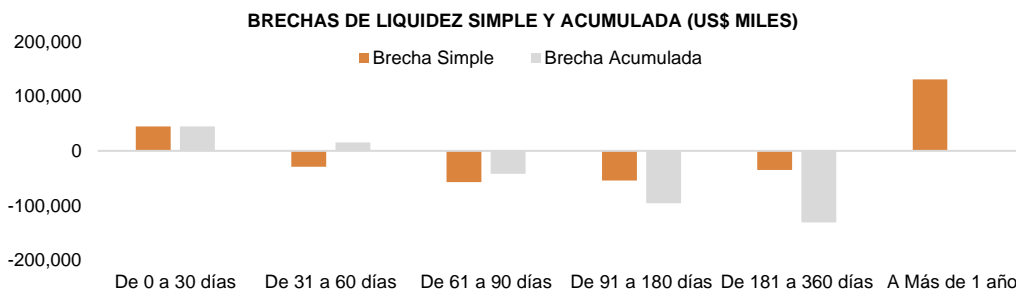 BRECHAS DE LIQUIDEZ SIMPLE Y ACUMULADA (US$ MILES)
Brecha Simple
Brecha Acumulada
200,000
100,000
0
-100,000
-200,000
De 0 a 30 días
De 31 a 60 días
De 61 a 90 días
De 91 a 180 días
De 181 a 360 días
A Más de 1 año